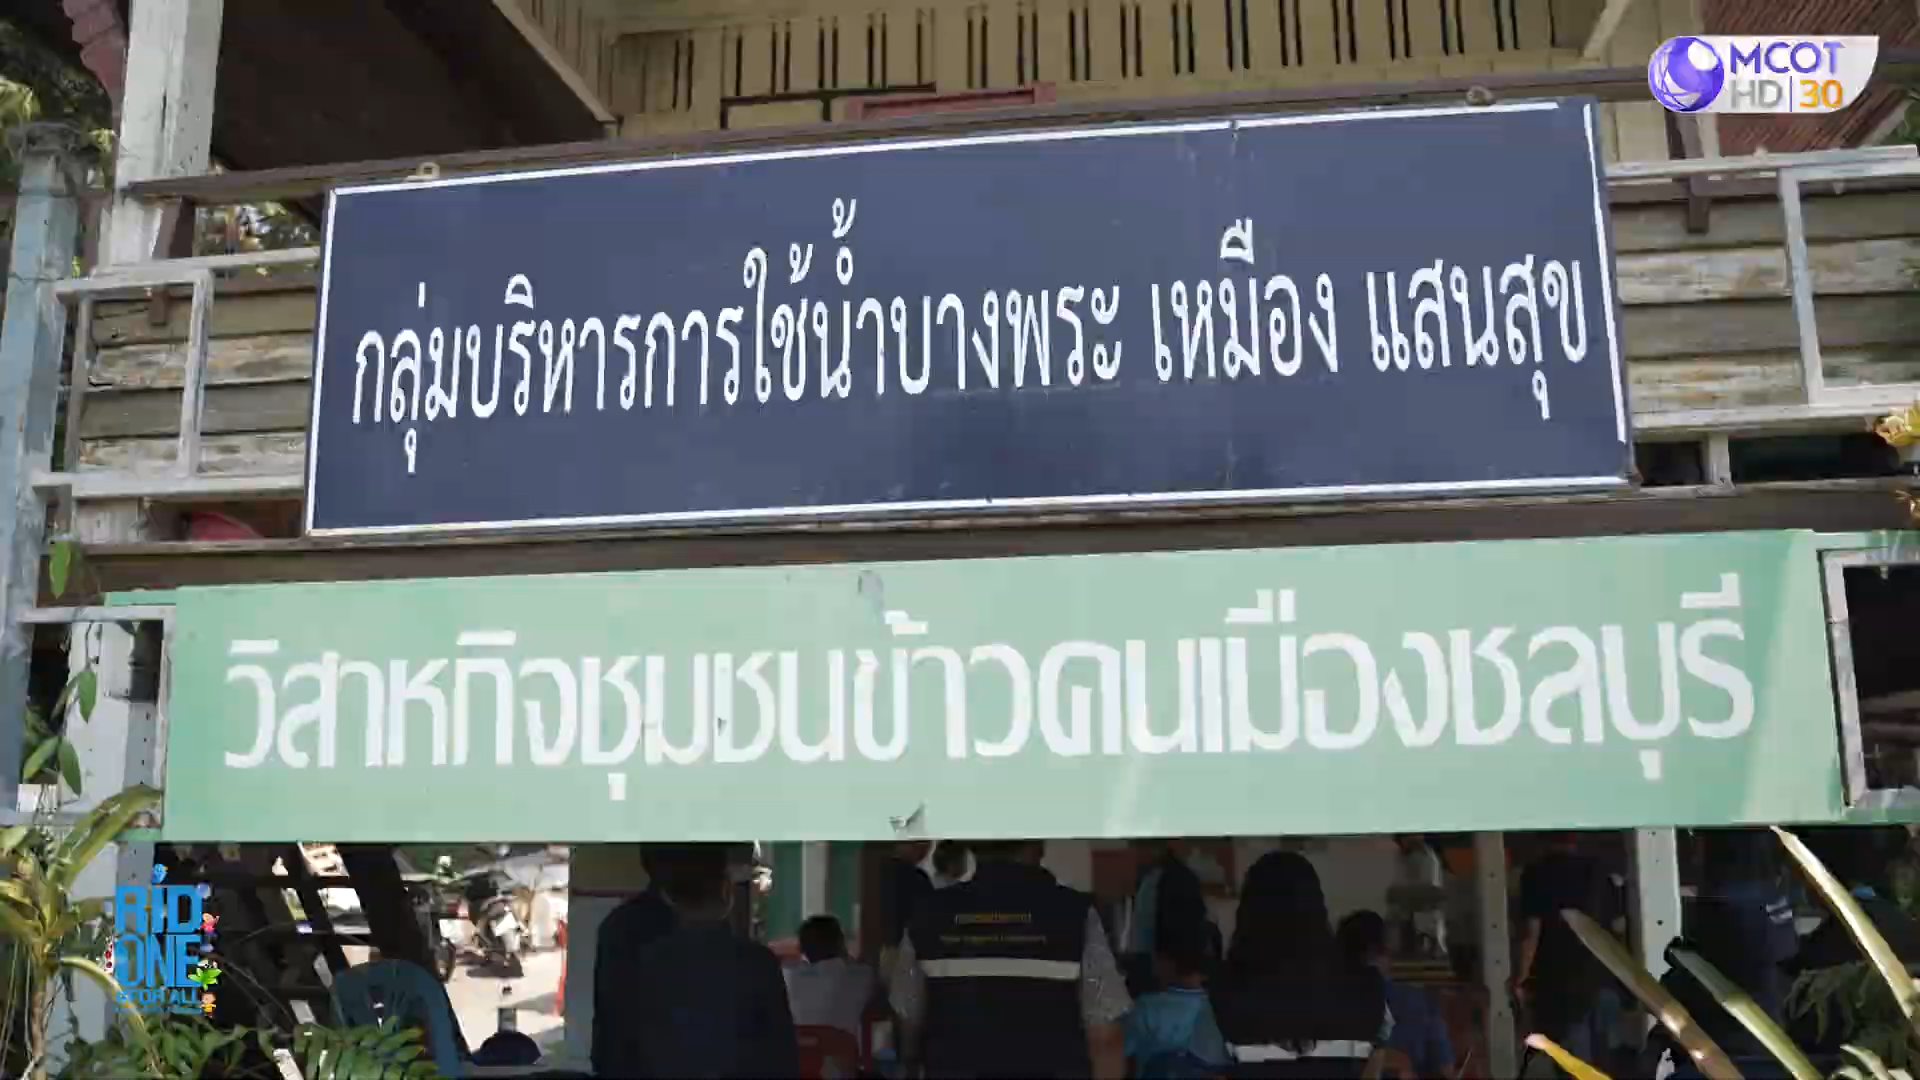 MCOT
HD 30
กลุ่มบริหารการใช้น้ำบางพระ เหมือง แสนสุข
วิสาหกิจชุมชนข้าวคนเมืองชลบุรี
RID
ONE
FOR ALL